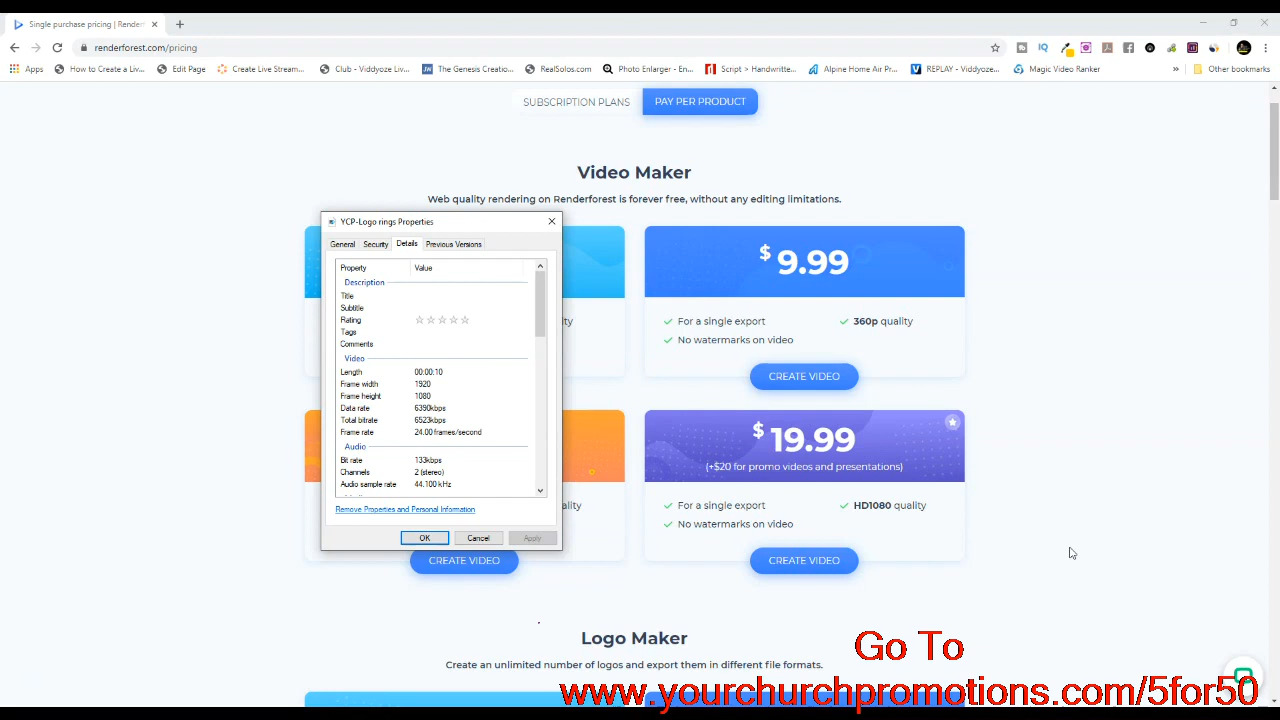 Single purchase pricing | Renderf
renderforest.com/pricing
Apps
How to Create a Liv...
Edit Page
Create Live Stream...
Club - Viddyoze Liv...
The Genesis Creatio...
RealSolos.com
Photo Enlarger - En...
Script > Handwritte...
Alpine Home Air Pr...
REPLAY - Viddyoze...
Magic Video Ranker
»
Other bookmarks
SUBSCRIPTION PLANS
PAY PER PRODUCT
Video Maker
Web quality rendering on Renderforest is forever free, without any editing limitations.
YCP-Logo rings Properties
General Security Details Previous Versions
Property Value
Description
Title
Subtitle
Rating
Tags
Comments
Video
Length 00:00:10
Frame width 1920
Frame height 1080
Data rate 6390kbps
Total bitrate 6523kbps
Frame rate 24.00 frames/second
Audio
Bit rate 133kbps
Channels 2 (stereo)
Audio sample rate 44.100 kHz
Remove Properties and Personal Information
OK Cancel Apply
$ 9.99
For a single export 360p quality
No watermarks on video
CREATE VIDEO
$ 19.99
(+$20 for promo videos and presentations)
For a single export HD1080 quality
No watermarks on video
CREATE VIDEO
CREATE VIDEO
Logo Maker
Create an unlimited number of logos and export them in different file formats.
Go To
www.yourchurchpromotions.com/5for50